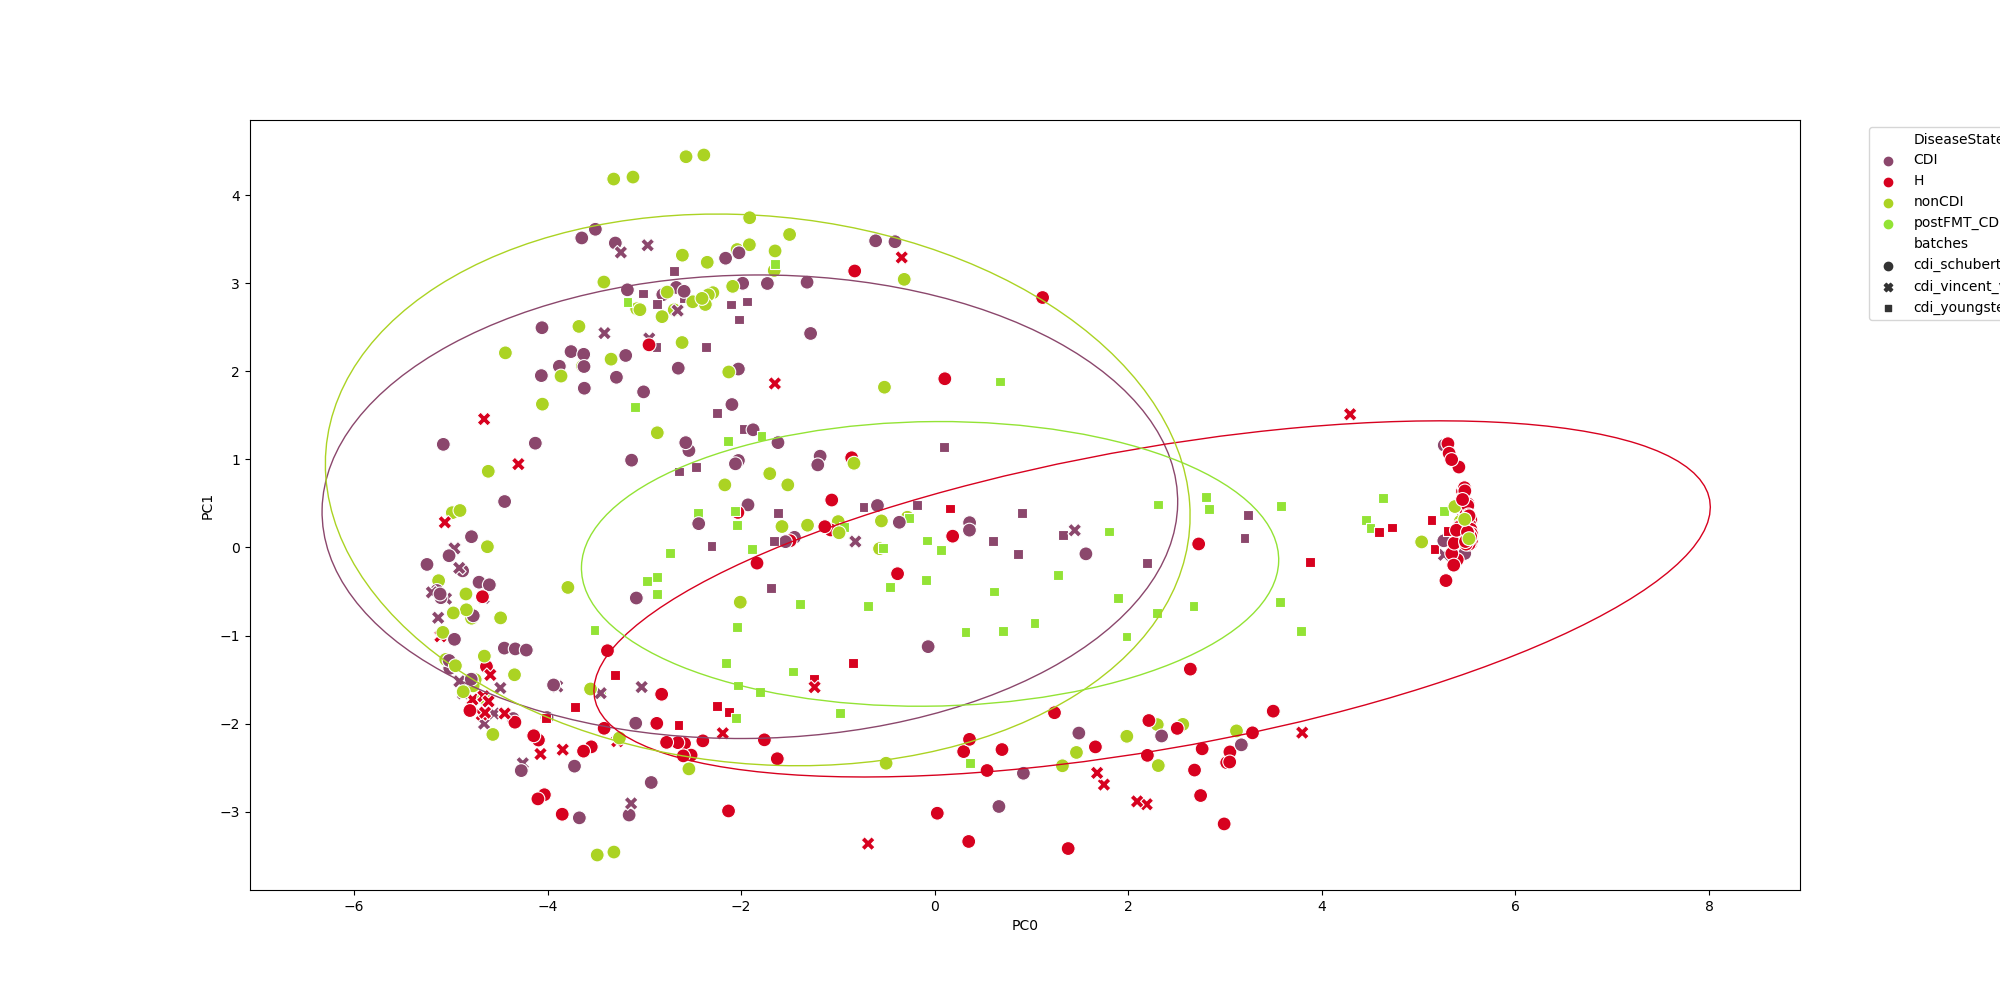 DiseaseState
CDI
H
nonCDI
postFMT_CD
batches
cdi_schubert
cdi_vincent_
cdi_youngste
4
3
2
1
0
−1
−2
−3
PC1
−6 −4 −2 0 2 4 6 8
PC0